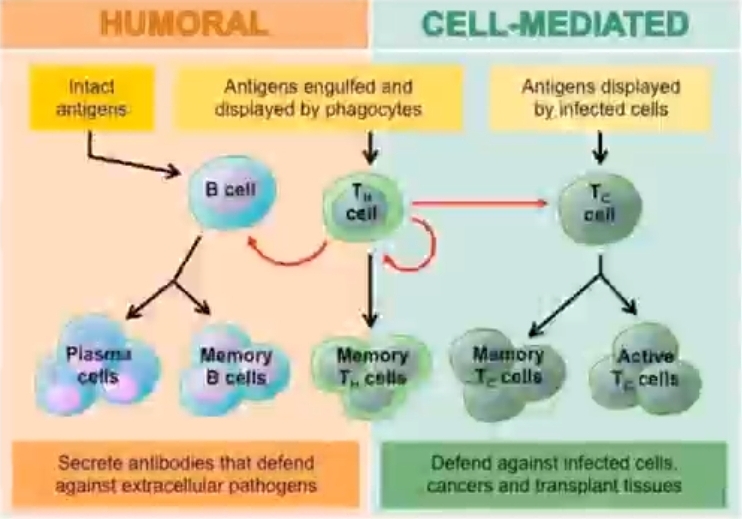 HUMORAL
CELL-MEDIATED
Intact
antigens
Antigens engulfed and
displayed by phagocytes
Antigens displayed
by infected cells
B cell
TH
cell
TC
cell
Plasma
cells
Memory
B cells
Memory
TH cells
Memory
TC cells
Active
TC cells
Secrete antibodies that defend
against extracellular pathogens
Defend against infected cells,
cancers and transplant tissues